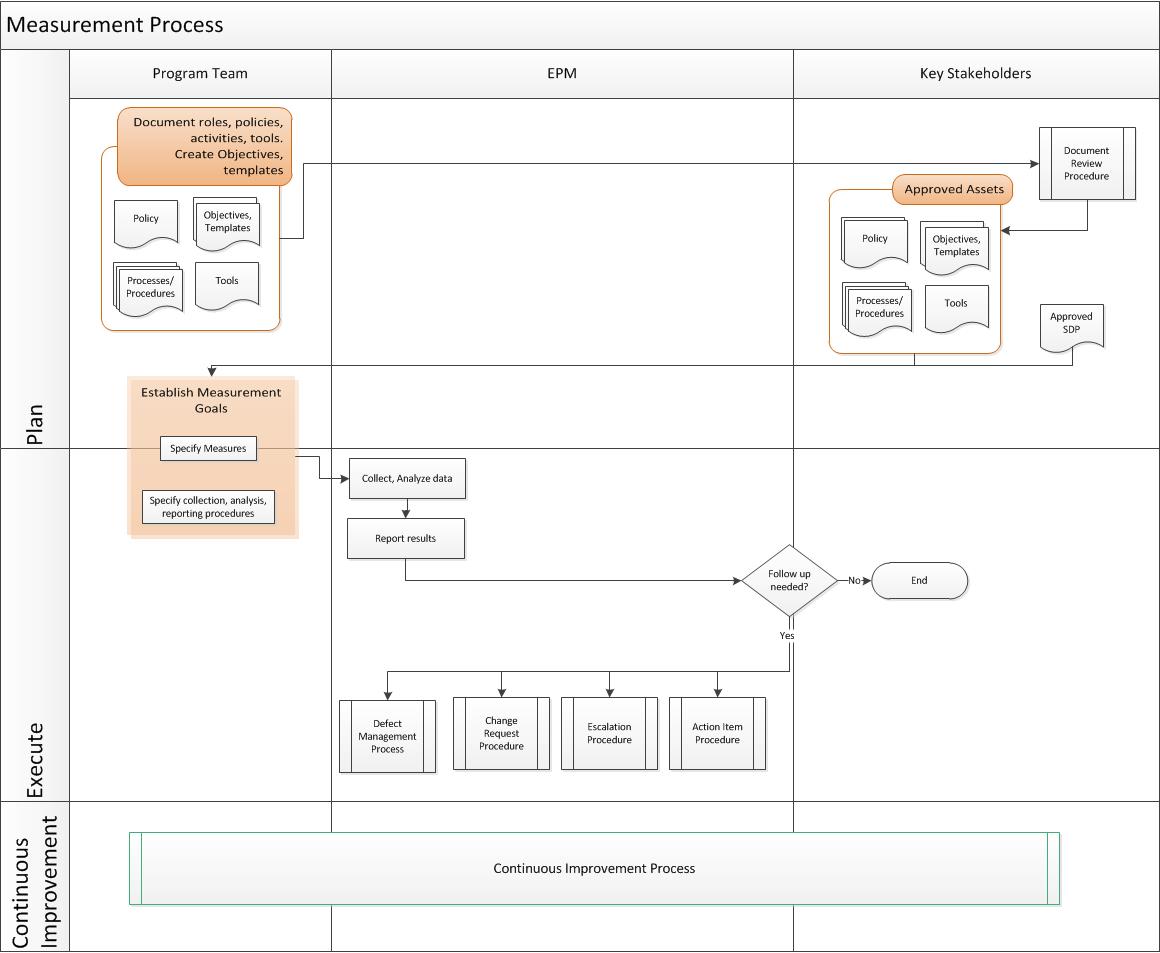 Measurement Process
Program Team
EPM
Key Stakeholders
Plan
Document roles, policies,
activities, tools.
Create Objectives,
templates
Policy
Objectives,
Templates
Processes/
Procedures
Tools
Document
Review
Procedure
Approved Assets
Policy
Objectives,
Templates
Processes/
Procedures
Tools
Approved
SDP
Establish Measurement
Goals
Specify Measures
Specify collection, analysis,
reporting procedures
Execute
Collect, Analyze data
Report results
Follow up
needed?
No
End
Yes
Defect
Management
Process
Change
Request
Procedure
Escalation
Procedure
Action Item
Procedure
Continuous
Improvement
Continuous Improvement Process